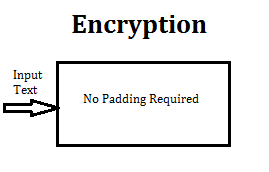 Encryption
Input
Text
No Padding Required